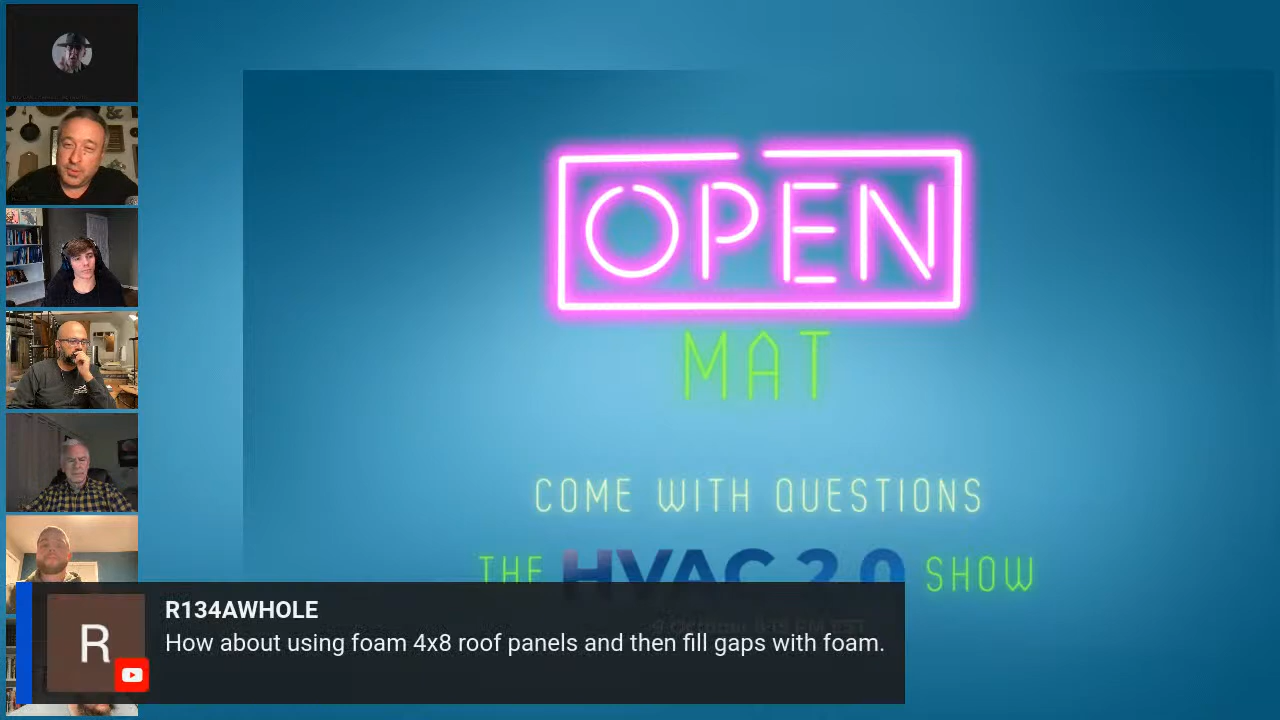 OPEN
MAT
COME WITH QUESTIONS
THE HVAC 2.0 SHOW
R
R134AWHOLE
How about using foam 4x8 roof panels and then fill gaps with foam.